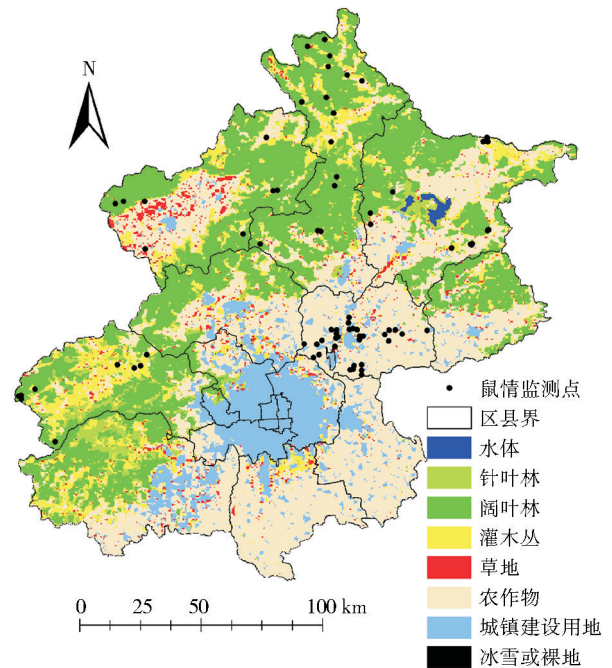 N
鼠情监测点
区县界
水体
针叶林
阔叶林
灌木丛
草地
农作物
城镇建设用地
冰雪或裸地
0 25 50 100 km